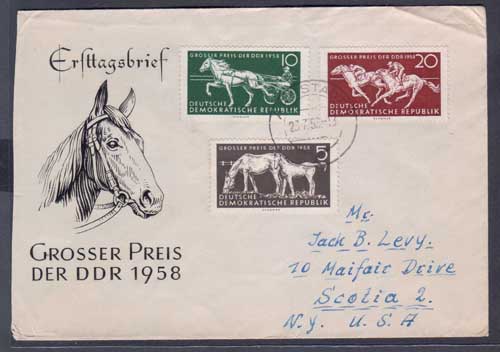 Ersttagsbrief
GROSSER PREIS DER DDR 1958
10
DEUTSCHE
DEMOKRATISCHE REPUBLIK
GROSSER PREIS DER DDR 1958
20
DEUTSCHE
DEMOKRATISCHE REPUBLIK
GROSSER PREIS DER DDR 1958
5
DEUTSCHE
DEMOKRATISCHE REPUBLIK
GROSSER PREIS
DER DDR 1958
Mr.
Jack B. Levy.
10 Maifair Drive
Scotia 2.
N.Y. U.S.A